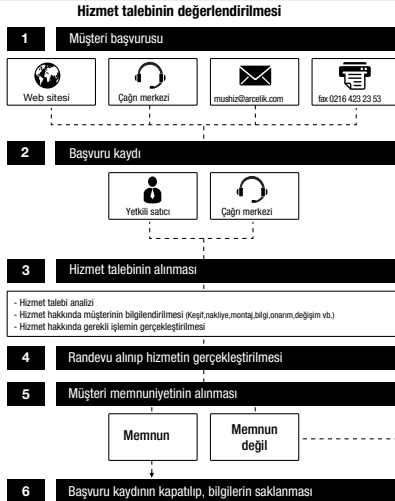 Hizmet talebinin değerlendirilmesi
1 Müşteri başvurusu
Web sitesi
Çağrı merkezi
mushiz@arcelik.com
fax 0216 423 23 53
2 Başvuru kaydı
Yetkili satıcı
Çağrı merkezi
3 Hizmet talebinin alınması
- Hizmet talebi analizi
- Hizmet hakkında müşterinin bilgilendirilmesi (Keşif,nakliye,montaj,bilgi,onarım,değişim vb.)
- Hizmet hakkında gerekli işlemin gerçekleştirilmesi
4 Randevu alınıp hizmetin gerçekleştirilmesi
5 Müşteri memnuniyetinin alınması
Memnun
Memnun
değil
6 Başvuru kaydının kapatılıp, bilgilerin saklanması